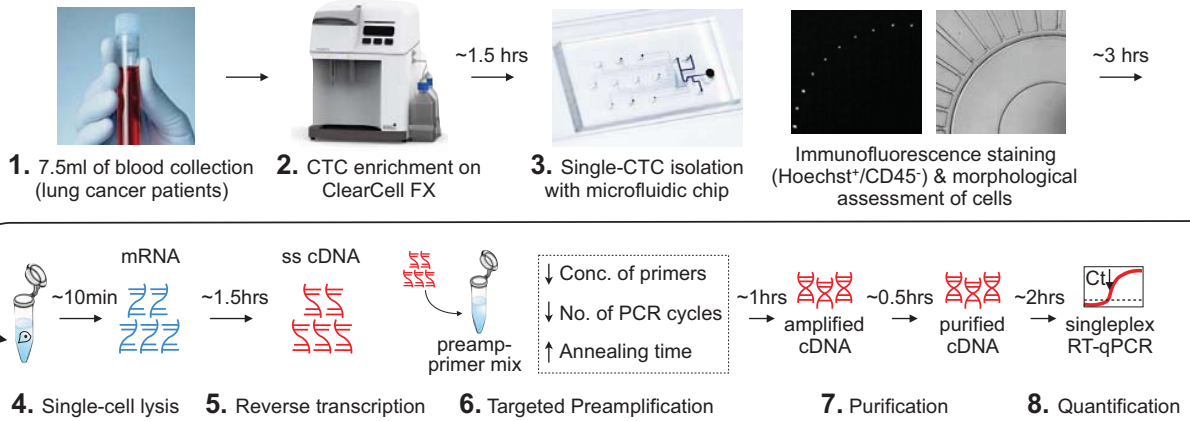 ~1.5 hrs
~3 hrs
1. 7.5ml of blood collection
(lung cancer patients)
2. CTC enrichment on
ClearCell FX
3. Single-CTC isolation
with microfluidic chip
Immunofluorescence staining
(Hoechst⁺/CD45⁻) & morphological
assessment of cells
mRNA
ss cDNA
~10min
~1.5hrs
preamp-
primer mix
↓ Conc. of primers
↓ No. of PCR cycles
↑ Annealing time
~1hrs
amplified
cDNA
~0.5hrs
purified
cDNA
~2hrs
Ct
singleplex
RT-qPCR
4. Single-cell lysis
5. Reverse transcription
6. Targeted Preamplification
7. Purification
8. Quantification